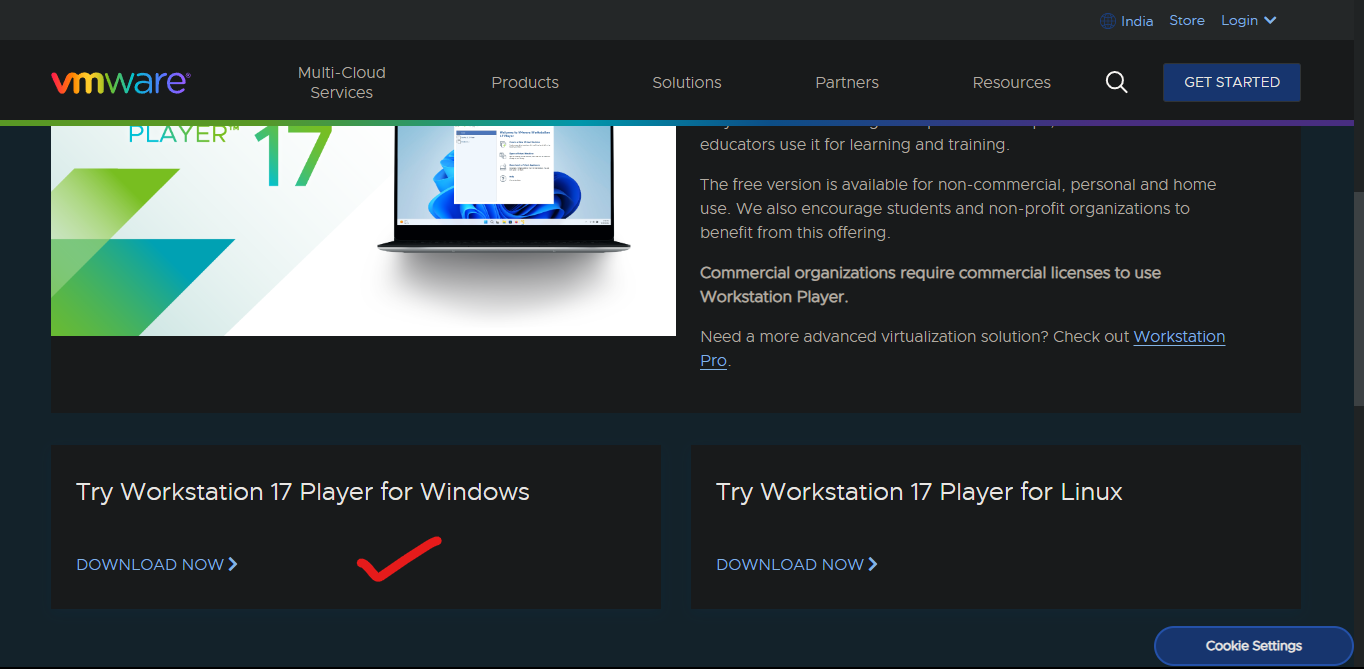 India Store Login
vmware®
Multi-Cloud
Services
Products
Solutions
Partners
Resources
GET STARTED
PLAYER™ 17
educators use it for learning and training.
The free version is available for non-commercial, personal and home
use. We also encourage students and non-profit organizations to
benefit from this offering.
Commercial organizations require commercial licenses to use
Workstation Player.
Need a more advanced virtualization solution? Check out Workstation
Pro.
Try Workstation 17 Player for Windows
DOWNLOAD NOW
Try Workstation 17 Player for Linux
DOWNLOAD NOW
Cookie Settings